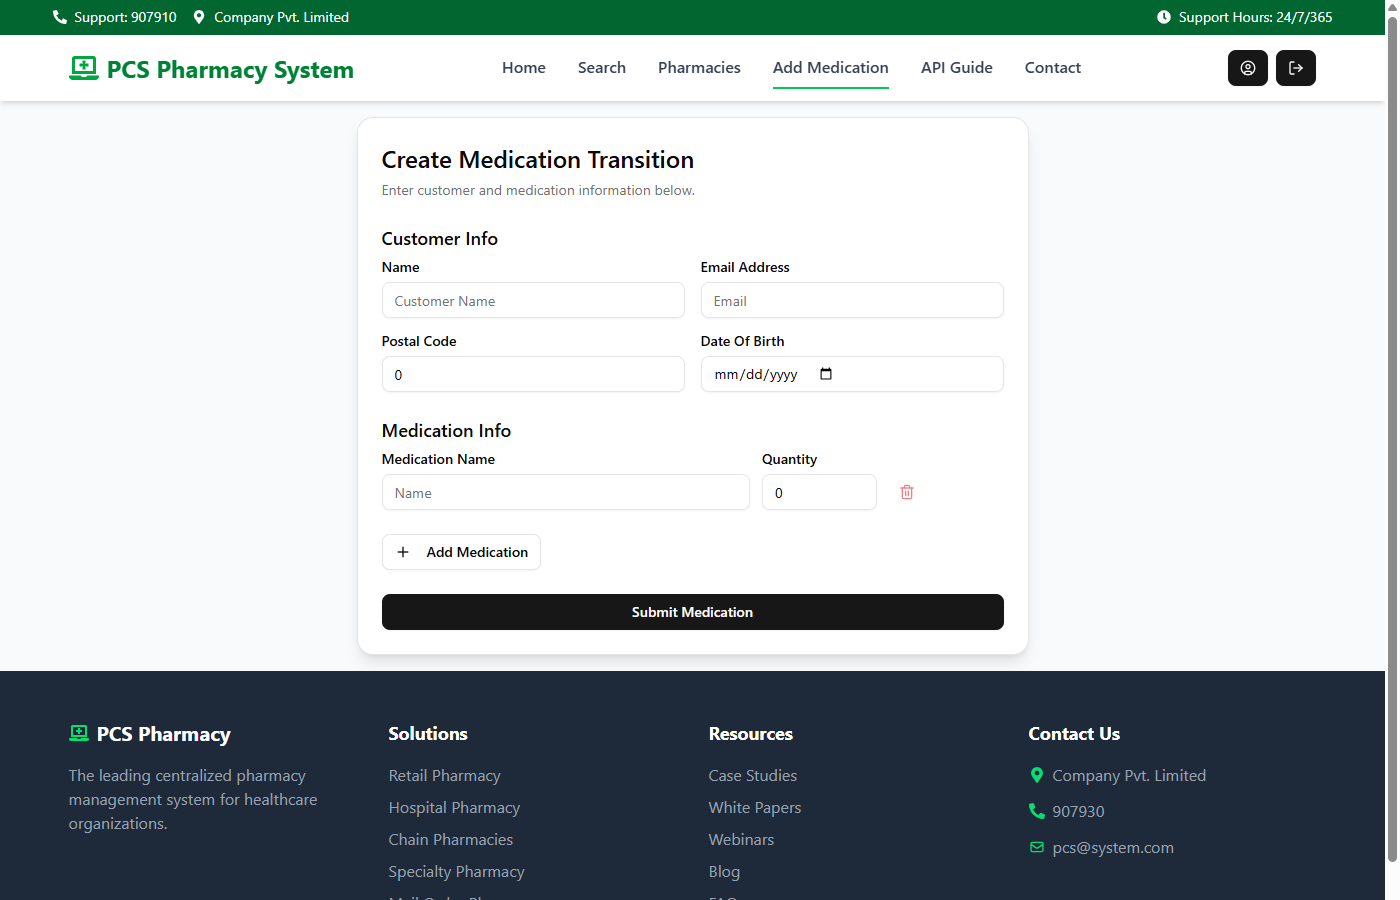 Support: 907910 Company Pvt. Limited Support Hours: 24/7/365
PCS Pharmacy System Home Search Pharmacies Add Medication API Guide Contact
Create Medication Transition
Enter customer and medication information below.
Customer Info
Name Email Address
Customer Name Email
Postal Code Date Of Birth
0 mm/dd/yyyy
Medication Info
Medication Name Quantity
Name 0
Add Medication
Submit Medication
PCS Pharmacy
The leading centralized pharmacy
management system for healthcare
organizations.
Solutions
Retail Pharmacy
Hospital Pharmacy
Chain Pharmacies
Specialty Pharmacy
Resources
Case Studies
White Papers
Webinars
Blog
Contact Us
Company Pvt. Limited
907930
pcs@system.com